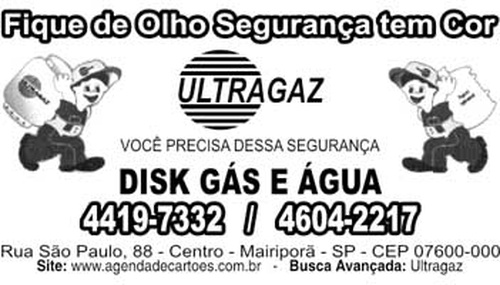 Fique de Olho Segurança tem Cor
ULTRAGAZ
VOCÊ PRECISA DESSA SEGURANÇA
DISK GÁS E ÁGUA
4419-7332 / 4604-2217
Rua São Paulo, 88 - Centro - Mairiporã - SP - CEP 07600-000
Site: www.agendadecartoes.com.br - Busca Avançada: Ultragaz